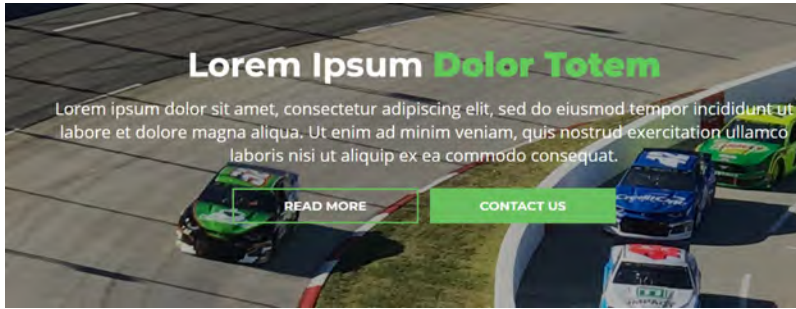 Lorem Ipsum Dolor Totem
Lorem ipsum dolor sit amet, consectetur adipiscing elit, sed do eiusmod tempor incididunt ut
labore et dolore magna aliqua. Ut enim ad minim veniam, quis nostrud exercitation ullamco
laboris nisi ut aliquip ex ea commodo consequat.
READ MORE
CONTACT US
IMPACT